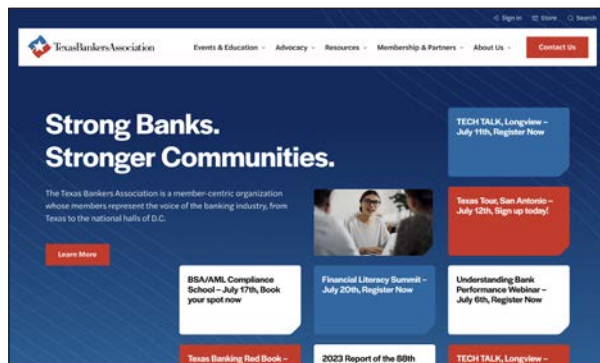 Sign In
Store
Search
TexasBankersAssociation
Events & Education
Advocacy
Resources
Membership & Partners
About Us
Contact Us
Strong Banks.
Stronger Communities.
The Texas Bankers Association is a member-centric organization
whose members represent the voice of the banking industry, from
Texas to the national halls of D.C.
Learn More
TECH TALK, Longview –
July 11th, Register Now
Texas Tour, San Antonio –
July 12th, Sign up today!
BSA/AML Compliance
School – July 17th, Book
your spot now
Financial Literacy Summit –
July 20th, Register Now
Understanding Bank
Performance Webinar –
July 6th, Register Now
Texas Banking Red Book –
2023 Report of the 88th
TECH TALK, Longview –